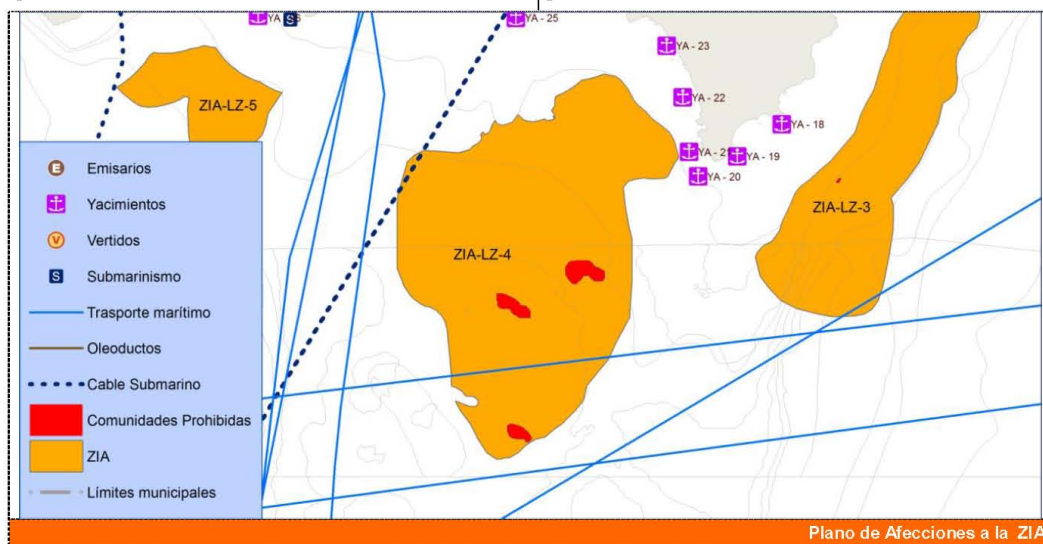 YA - 25
YA - 23
ZIA-LZ-5
YA - 22
YA - 18
YA - 21
YA - 19
YA - 20
ZIA-LZ-3
ZIA-LZ-4
E Emisarios
Yacimientos
V Vertidos
S Submarinismo
Trasporte marítimo
Oleoductos
Cable Submarino
Comunidades Prohibidas
ZIA
Límites municipales
Plano de Afecciones a la ZIA